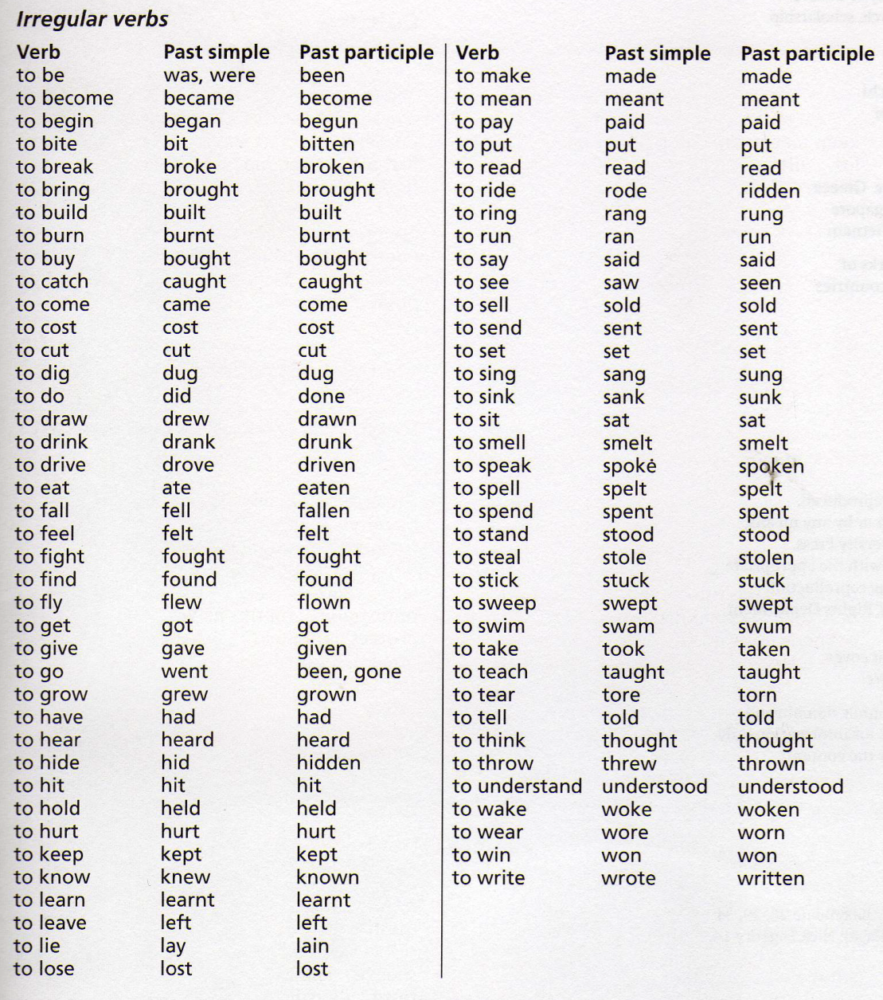 Irregular verbs
Verb Past simple Past participle
to be was, were been
to become became become
to begin began begun
to bite bit bitten
to break broke broken
to bring brought brought
to build built built
to burn burnt burnt
to buy bought bought
to catch caught caught
to come came come
to cost cost cost
to cut cut cut
to dig dug dug
to do did done
to draw drew drawn
to drink drank drunk
to drive drove driven
to eat ate eaten
to fall fell fallen
to feel felt felt
to fight fought fought
to find found found
to fly flew flown
to get got got
to give gave given
to go went been, gone
to grow grew grown
to have had had
to hear heard heard
to hide hid hidden
to hit hit hit
to hold held held
to hurt hurt hurt
to keep kept kept
to know knew known
to learn learnt learnt
to leave left left
to lie lay lain
to lose lost lost
Verb Past simple Past participle
to make made made
to mean meant meant
to pay paid paid
to put put put
to read read read
to ride rode ridden
to ring rang rung
to run ran run
to say said said
to see saw seen
to sell sold sold
to send sent sent
to set set set
to sing sang sung
to sink sank sunk
to sit sat sat
to smell smelt smelt
to speak spoke spoken
to spell spelt spelt
to spend spent spent
to stand stood stood
to steal stole stolen
to stick stuck stuck
to sweep swept swept
to swim swam swum
to take took taken
to teach taught taught
to tear tore torn
to tell told told
to think thought thought
to throw threw thrown
to understand understood understood
to wake woke woken
to wear wore worn
to win won won
to write wrote written